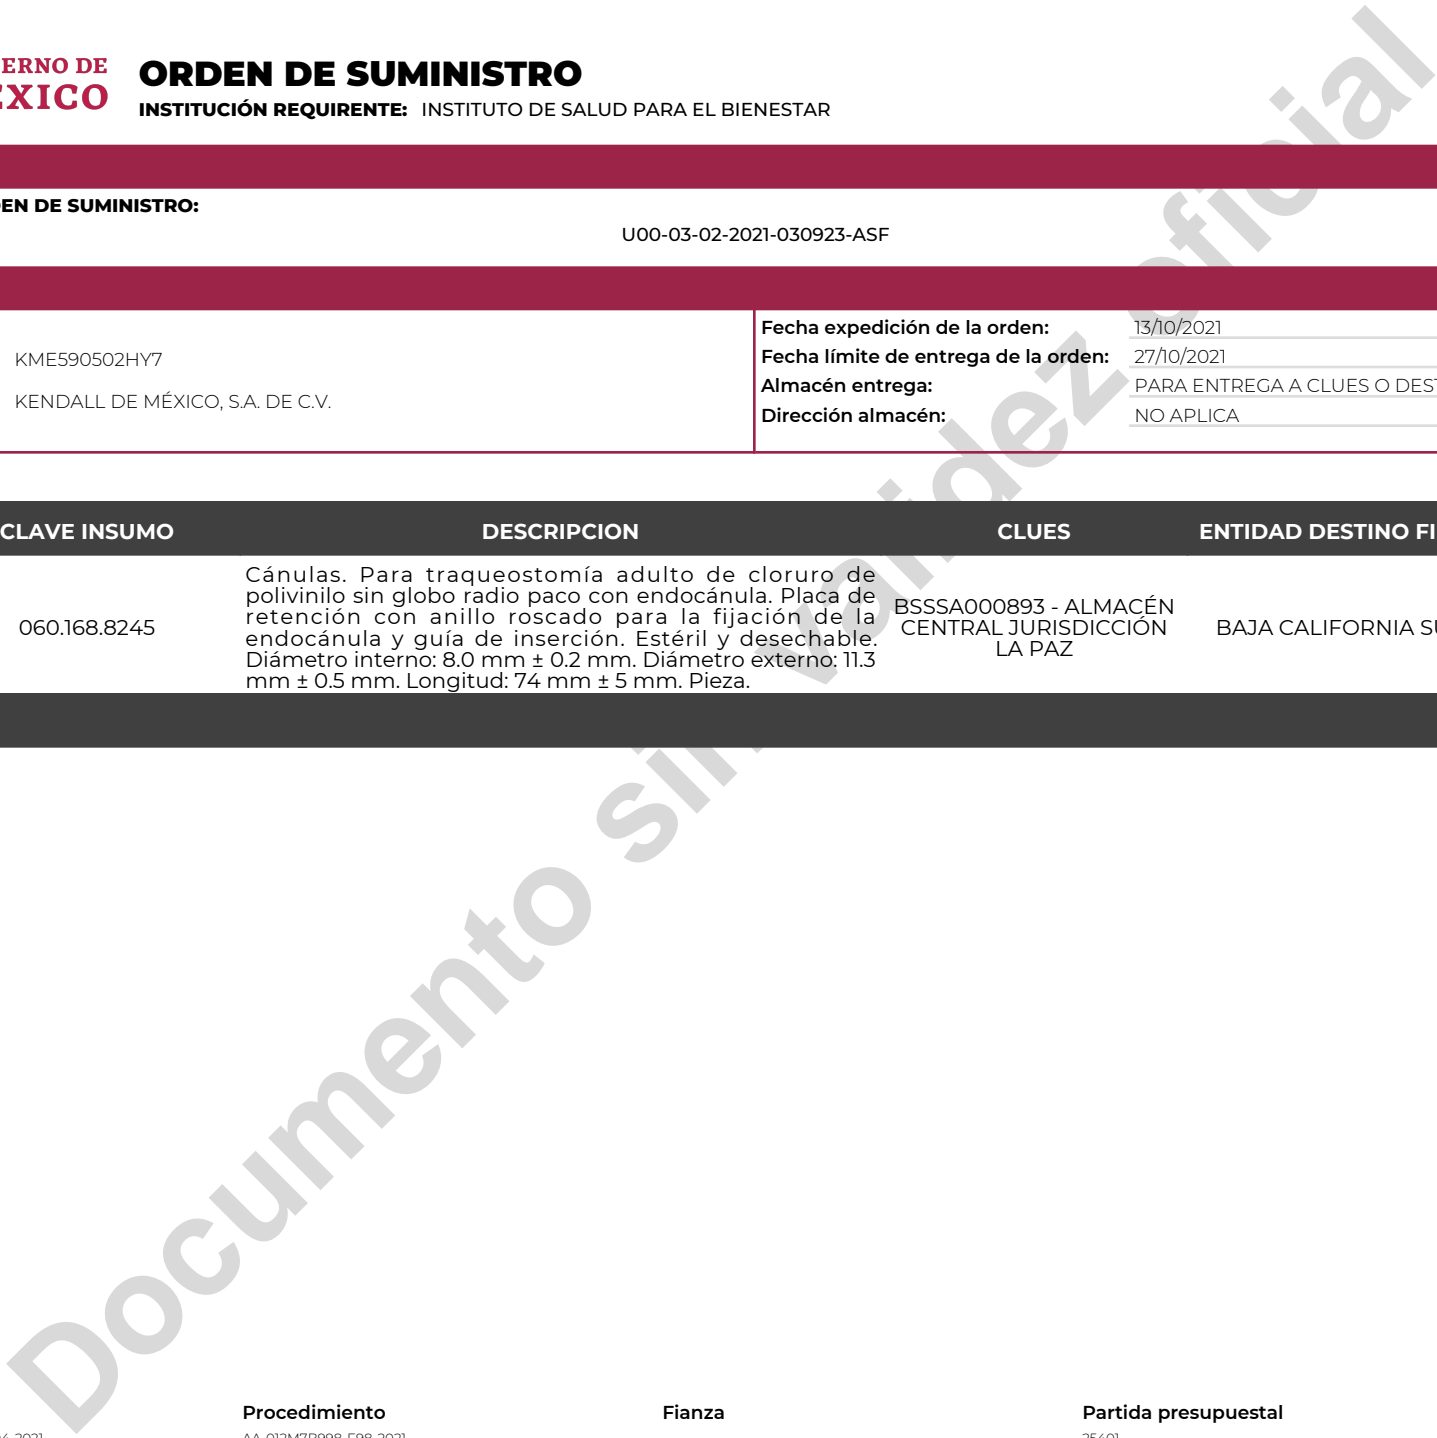 ERNO DE
ÉXICO
ORDEN DE SUMINISTRO
INSTITUCIÓN REQUIRENTE: INSTITUTO DE SALUD PARA EL BIENESTAR
EN DE SUMINISTRO:
U00-03-02-2021-030923-ASF
KME590502HY7
KENDALL DE MÉXICO, S.A. DE C.V.
Fecha expedición de la orden: 13/10/2021
Fecha límite de entrega de la orden: 27/10/2021
Almacén entrega: PARA ENTREGA A CLUES O DEST
Dirección almacén: NO APLICA
CLAVE INSUMO DESCRIPCION CLUES ENTIDAD DESTINO FI
060.168.8245
Cánulas. Para traqueostomía adulto de cloruro de
polivinilo sin globo radio paco con endocánula. Placa de
retención con anillo roscado para la fijación de la
endocánula y guía de inserción. Estéril y desechable.
Diámetro interno: 8.0 mm ± 0.2 mm. Diámetro externo: 11.3
mm ± 0.5 mm. Longitud: 74 mm ± 5 mm. Pieza.
BSSSA000893 - ALMACÉN
CENTRAL JURISDICCIÓN
LA PAZ
BAJA CALIFORNIA SU
Documento sin validez oficial
Procedimiento Fianza Partida presupuestal